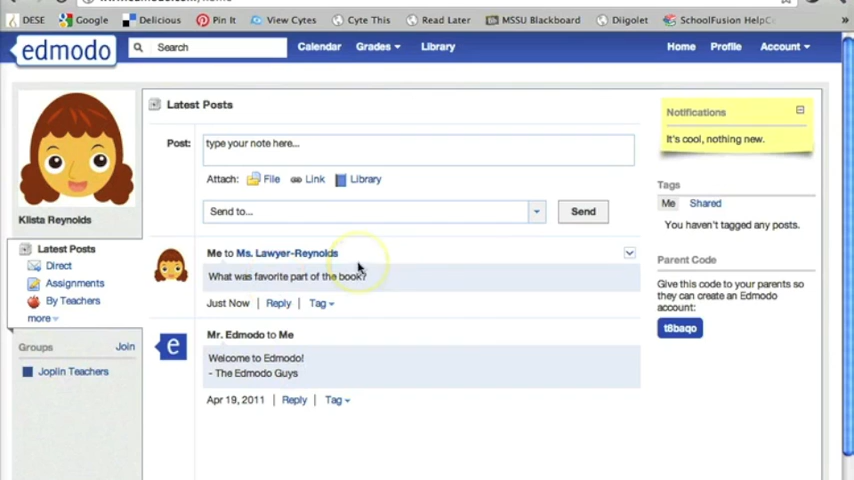 DESE Google Delicious Pin It View Cytes Cyte This Read Later MSSU Blackboard Diigolet SchoolFusion HelpC
edmodo Search Calendar Grades Library Home Profile Account
Latest Posts
Notifications
It's cool, nothing new.
Post: type your note here...
Attach: File Link Library
Send to... Send
Tags
Me Shared
You haven't tagged any posts.
Klista Reynolds
Latest Posts
Direct
Assignments
By Teachers
more
Groups Join
Joplin Teachers
Me to Ms. Lawyer-Reynolds
What was favorite part of the book?
Just Now | Reply | Tag
Mr. Edmodo to Me
e
Welcome to Edmodo!
- The Edmodo Guys
Apr 19, 2011 | Reply | Tag
Parent Code
Give this code to your parents so
they can create an Edmodo
account:
t8baqo